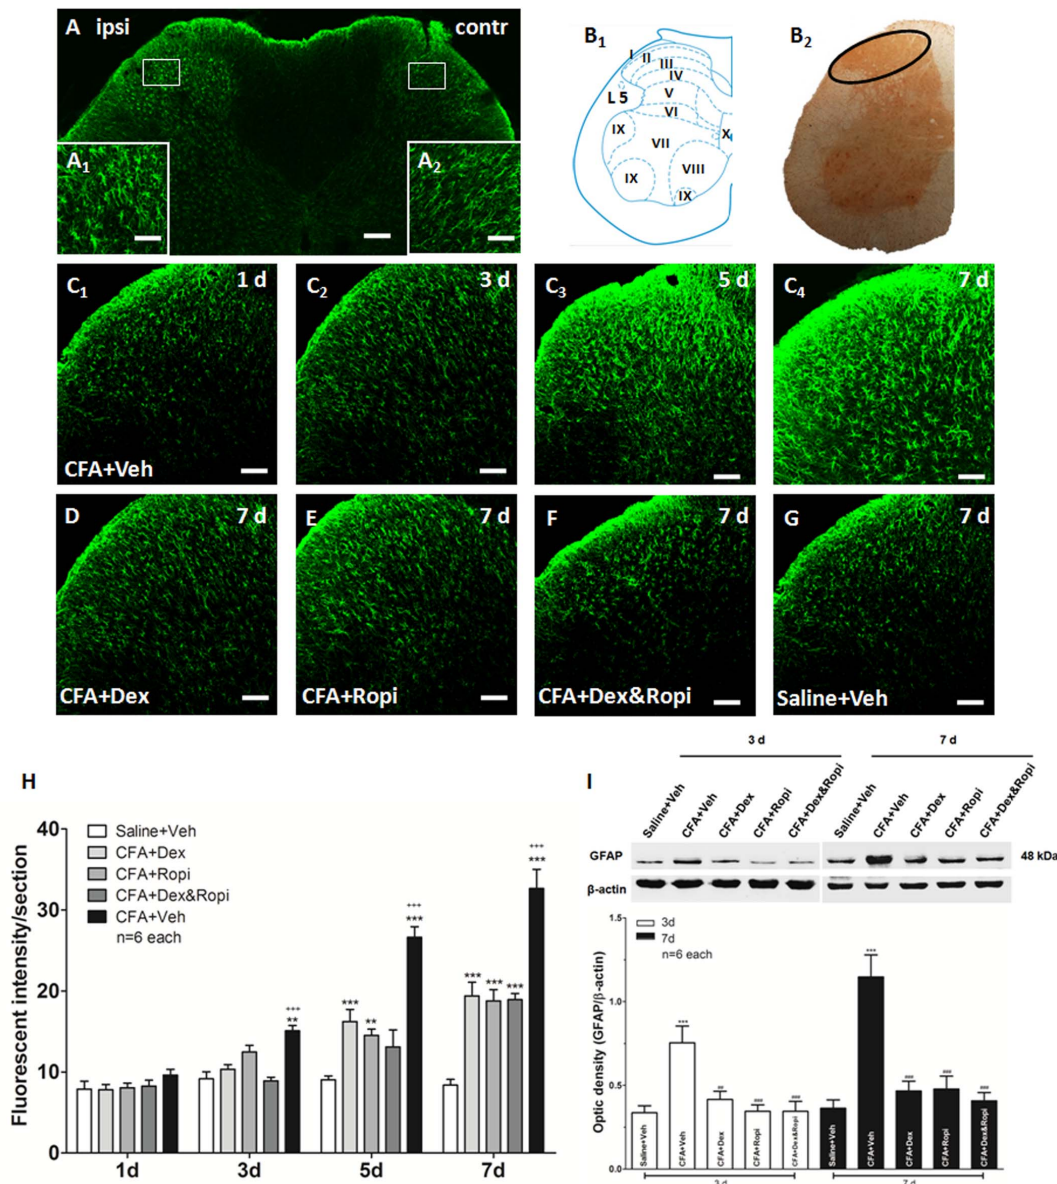 A ipsi contr
A1
A2
B1
I
II
III
IV
L 5
V
VI
IX
VII
X
IX
VIII
IX
B2
C1 1 d
CFA+Veh
C2 3 d
C3 5 d
C4 7 d
D 7 d
CFA+Dex
E 7 d
CFA+Ropi
F 7 d
CFA+Dex&Ropi
G 7 d
Saline+Veh
H
Fluorescent intensity/section
40
30
20
10
0
Saline+Veh
CFA+Dex
CFA+Ropi
CFA+Dex&Ropi
CFA+Veh
n=6 each
+++
**
***
**
+++
***
***
***
***
+++
***
1d 3d 5d 7d
I
3 d 7 d
Saline+Veh CFA+Veh CFA+Dex CFA+Ropi CFA+Dex&Ropi Saline+Veh CFA+Veh CFA+Dex CFA+Ropi CFA+Dex&Ropi
GFAP 48 kDa
β-actin
Optic density (GFAP/β-actin)
1.5
1.0
0.5
0.0
3d
7d
n=6 each
*** ## ### ### *** ### ### ###
Saline+Veh CFA+Veh CFA+Dex CFA+Ropi CFA+Dex&Ropi Saline+Veh CFA+Veh CFA+Dex CFA+Ropi CFA+Dex&Ropi
3 d 7 d